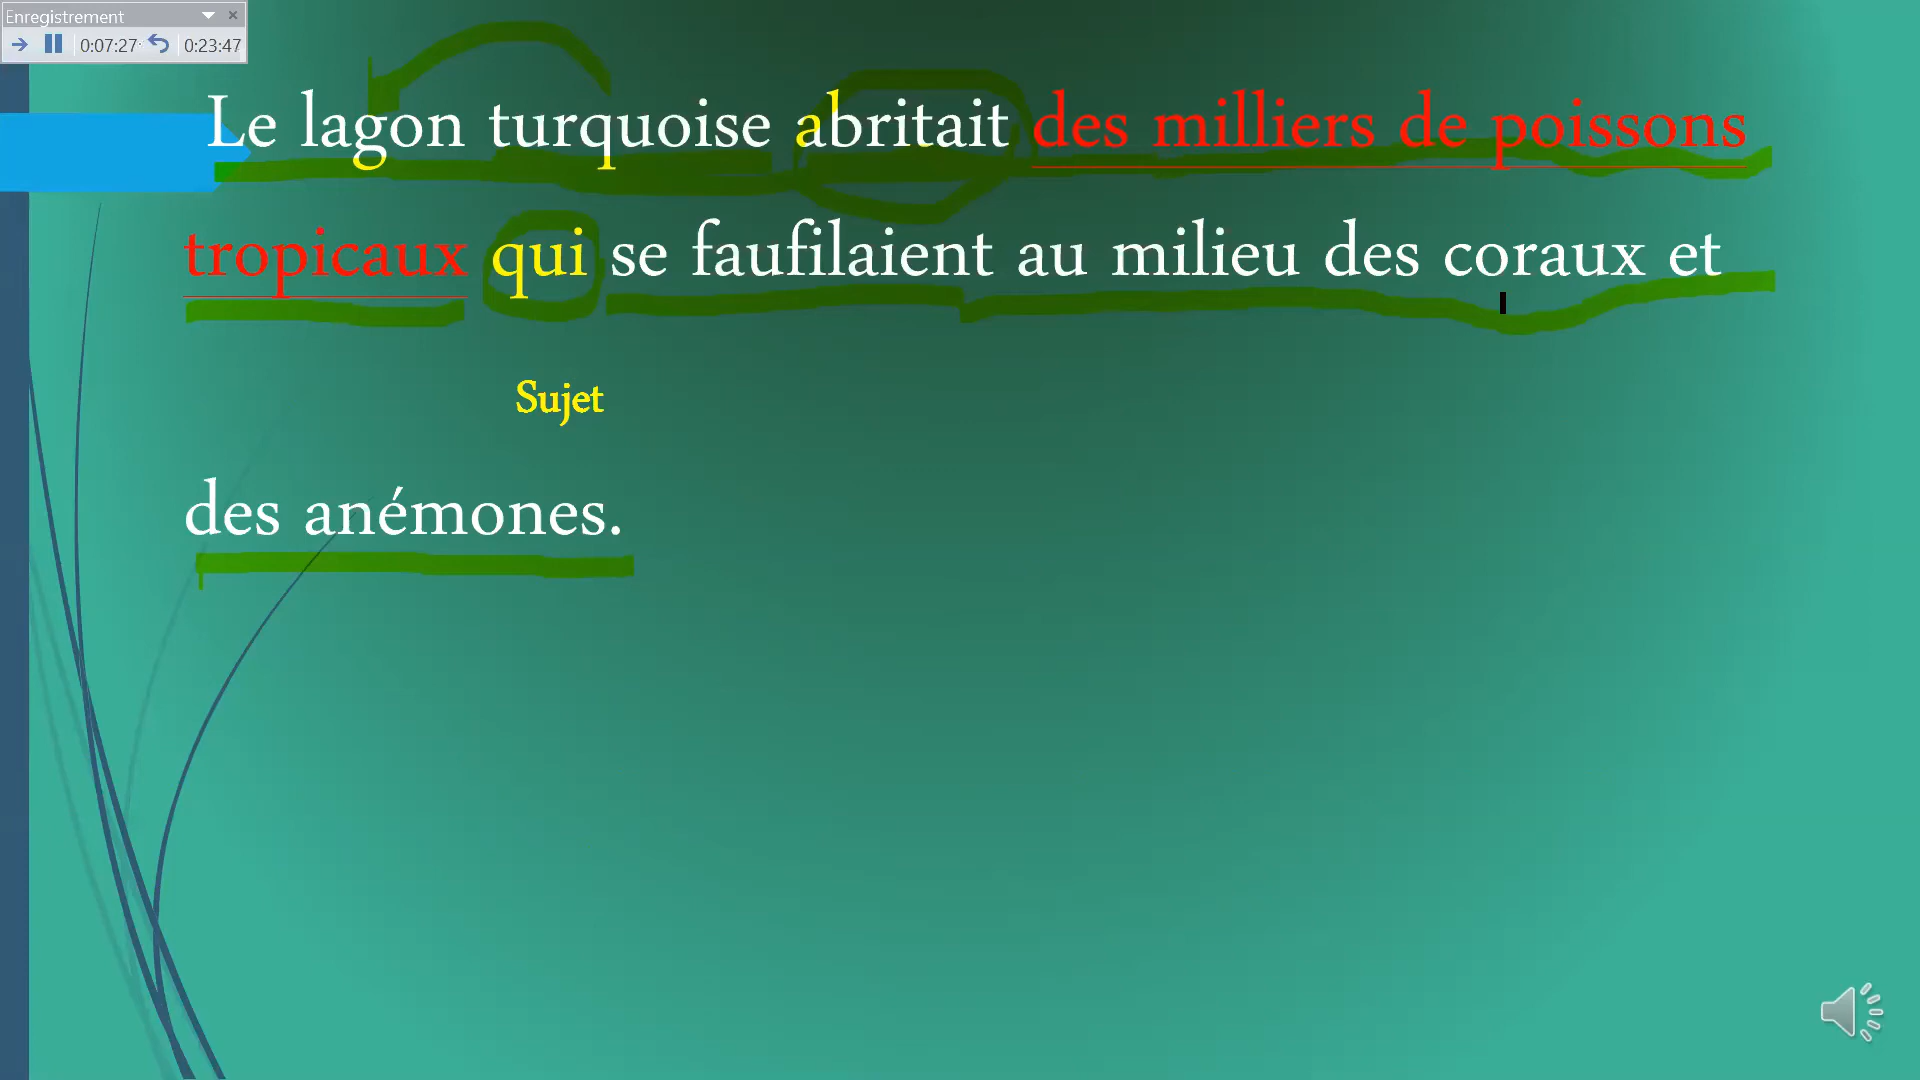 Enregistrement
0:07:27 0:23:47
Le lagon turquoise abritait des milliers de poissons
tropicaux qui se faufilaient au milieu des coraux et
Sujet
des anémones.